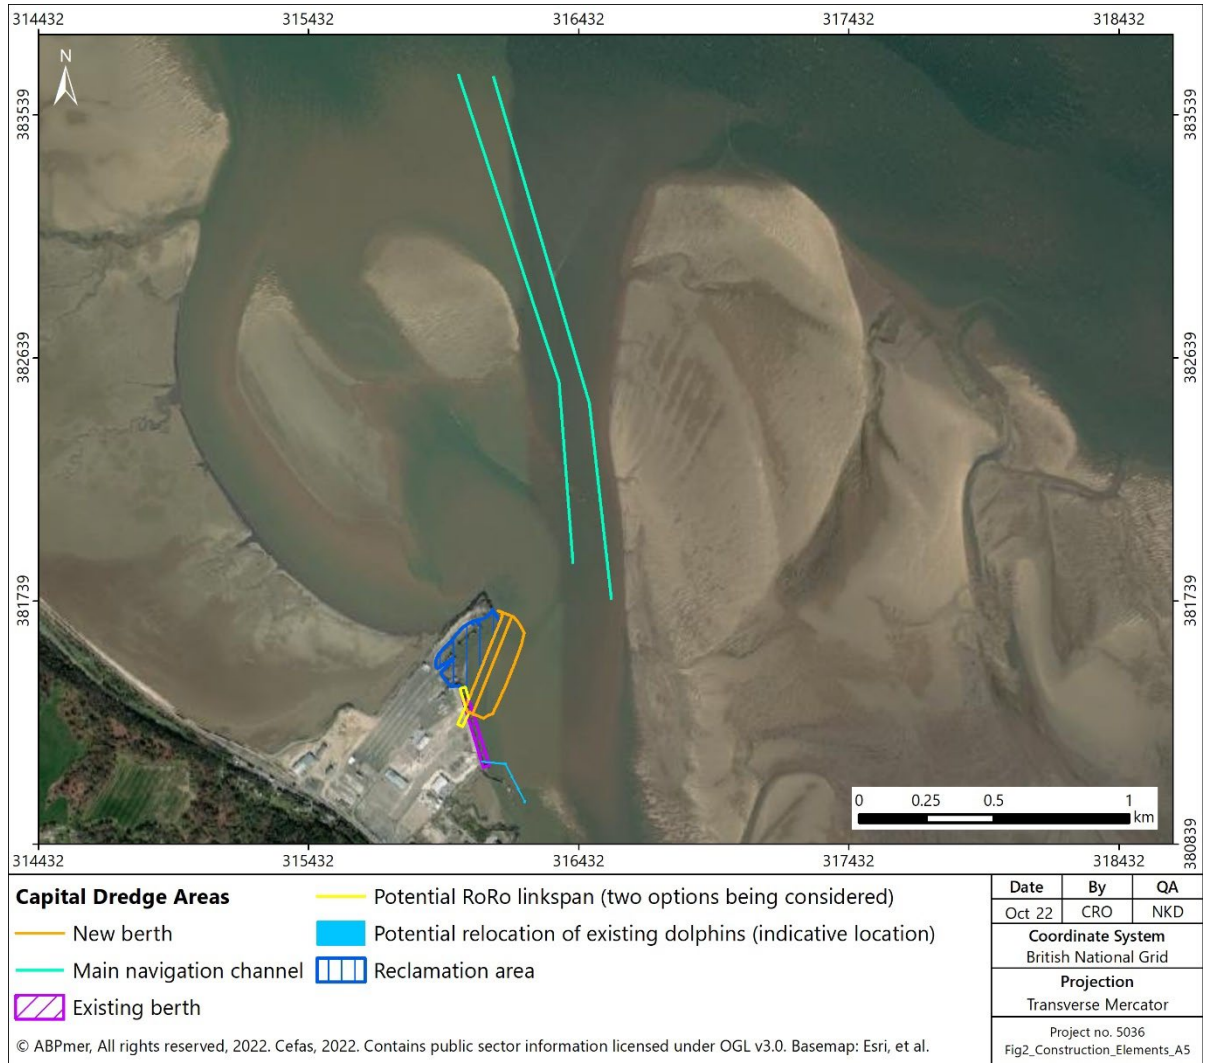 314432 315432 316432 317432 318432
N
383539 383539
382639 382639
381739 381739
380839
0 0.25 0.5 1
km
314432 315432 316432 317432 318432
Capital Dredge Areas
New berth
Main navigation channel
Existing berth
Potential RoRo linkspan (two options being considered)
Potential relocation of existing dolphins (indicative location)
Reclamation area
© ABPmer, All rights reserved, 2022. Cefas, 2022. Contains public sector information licensed under OGL v3.0. Basemap: Esri, et al.
Date By QA
Oct 22 CRO NKD
Coordinate System
British National Grid
Projection
Transverse Mercator
Project no. 5036
Fig2_Construction_Elements_A5